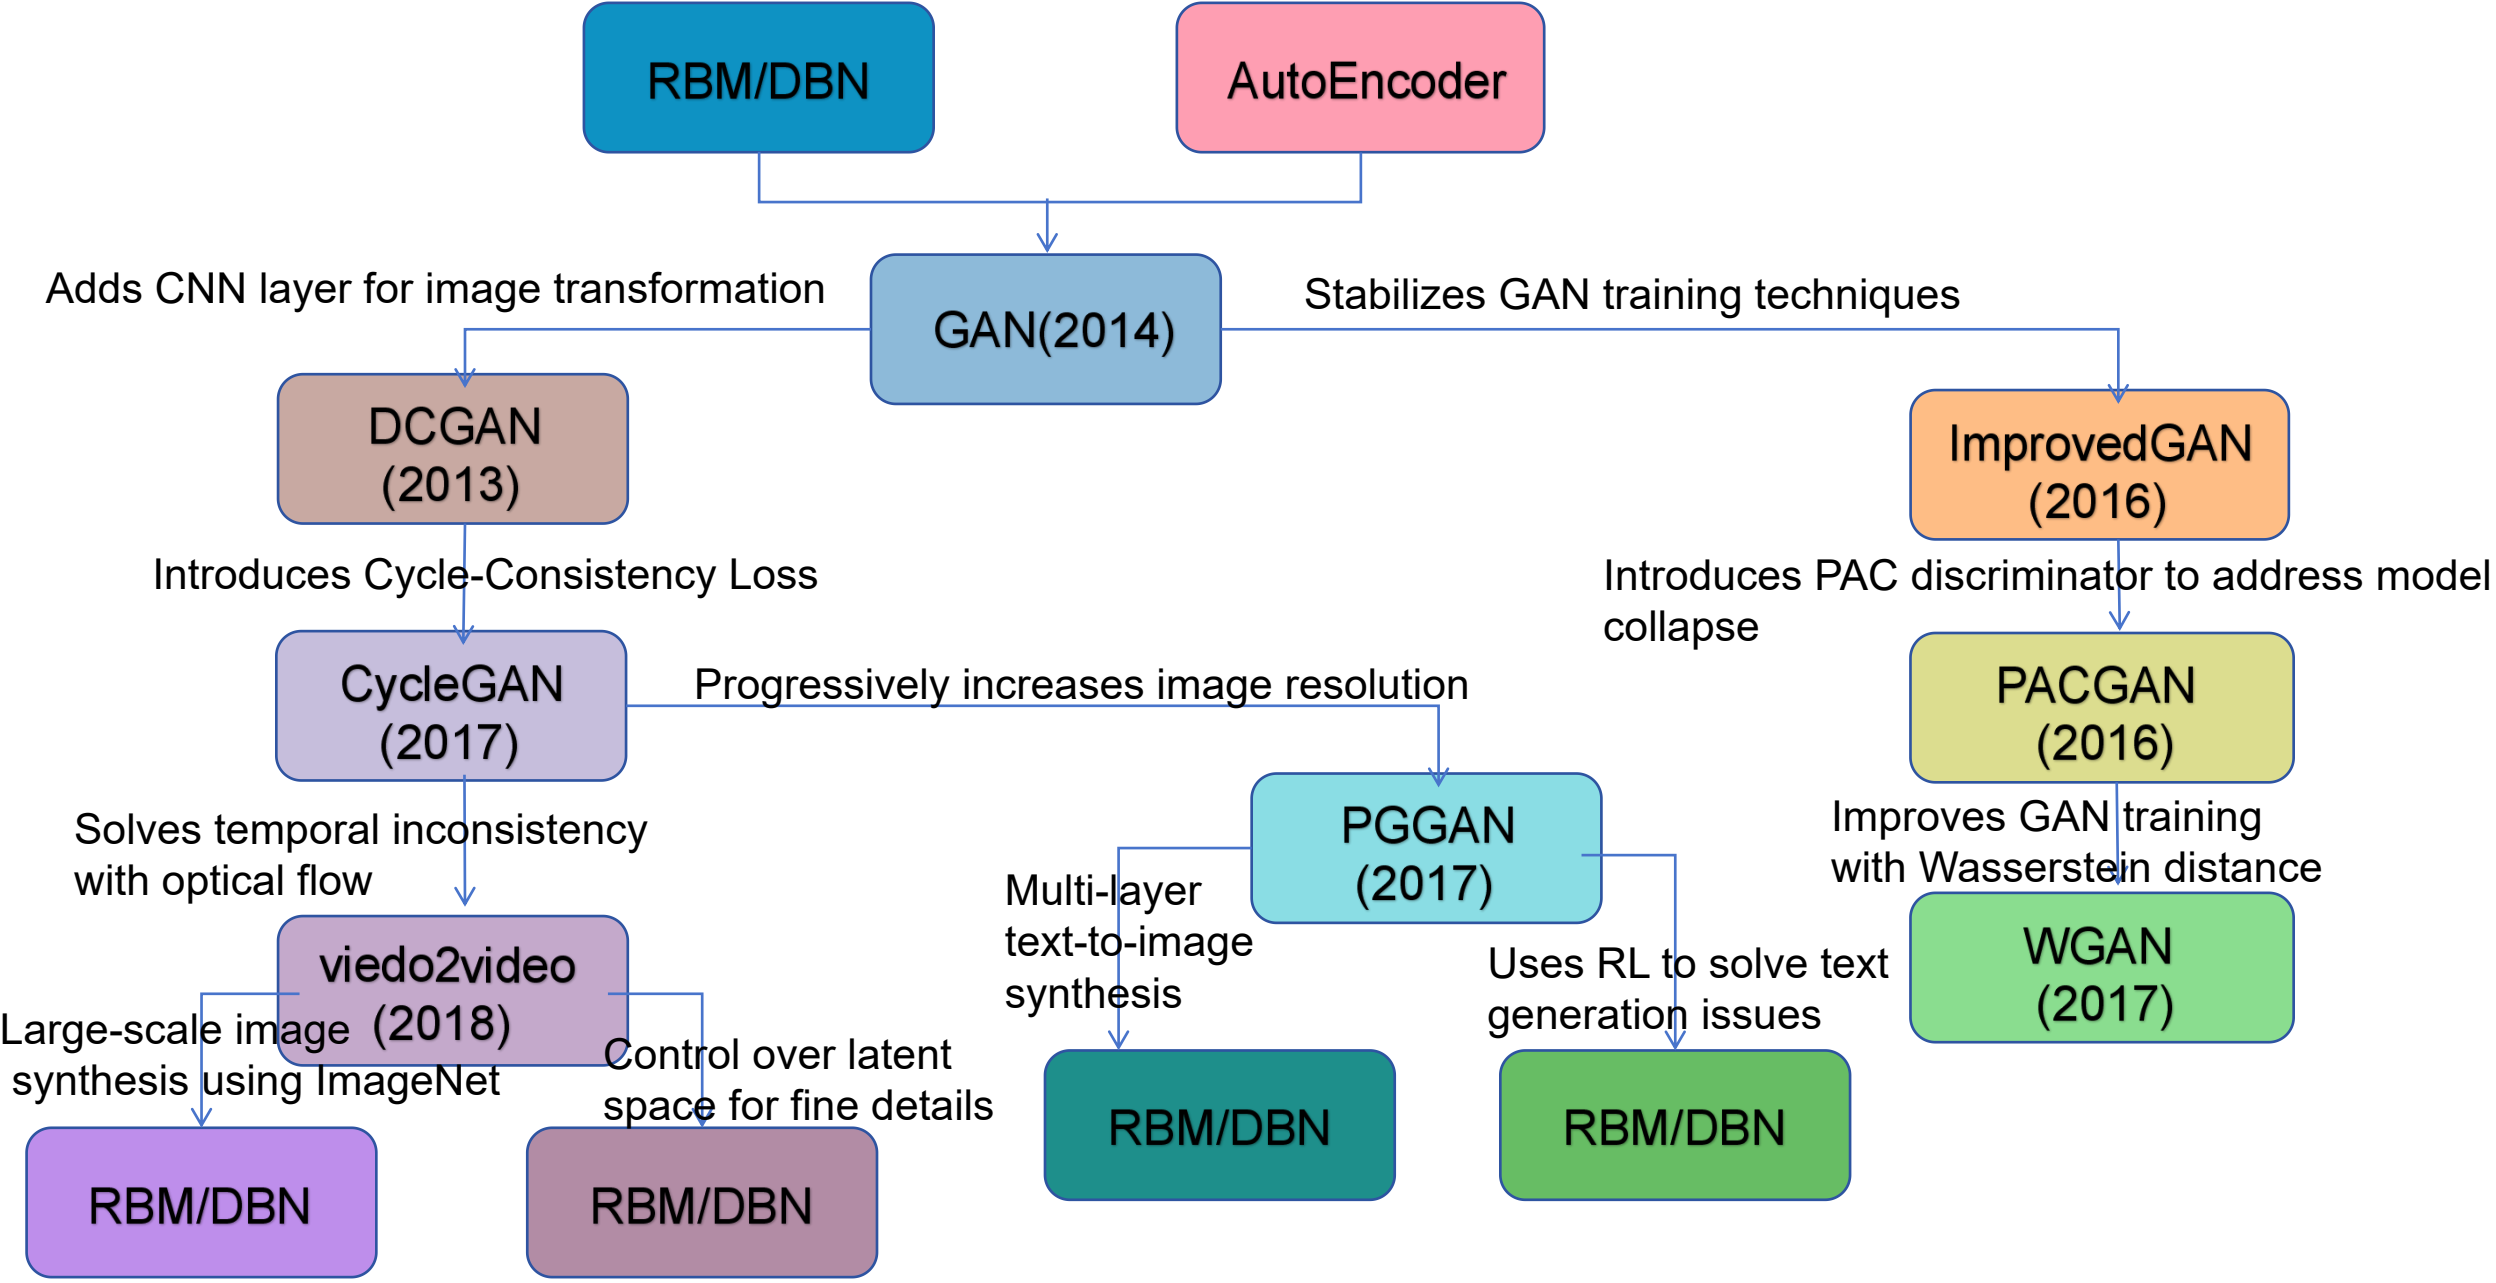 RBM/DBN
AutoEncoder
Adds CNN layer for image transformation
GAN(2014)
Stabilizes GAN training techniques
DCGAN
(2013)
ImprovedGAN
(2016)
Introduces Cycle-Consistency Loss
Introduces PAC discriminator to address model
collapse
CycleGAN
(2017)
Progressively increases image resolution
PACGAN
(2016)
Solves temporal inconsistency
with optical flow
PGGAN
(2017)
Improves GAN training
with Wasserstein distance
Multi-layer
text-to-image
synthesis
Uses RL to solve text
generation issues
viedo2video
(2018)
WGAN
(2017)
Large-scale image
synthesis using ImageNet
Control over latent
space for fine details
RBM/DBN
RBM/DBN
RBM/DBN
RBM/DBN